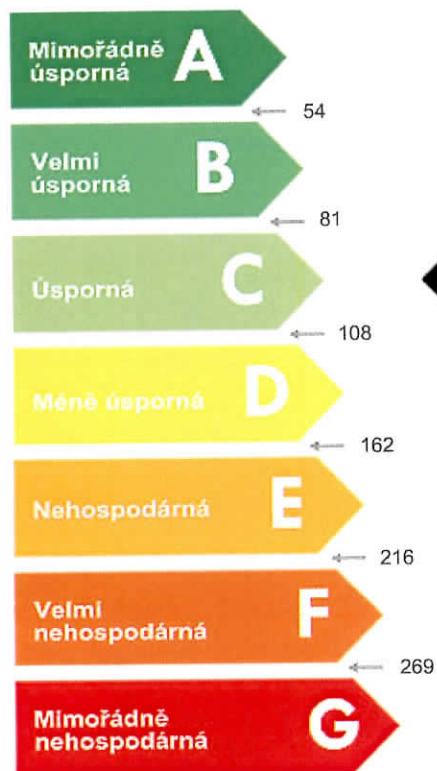 Mimořádně
úsporná
A
54
Velmi
úsporná
B
81
Úsporná
C
108
Méně úsporná
D
162
Nehospodárná
E
216
Velmi
nehospodárná
F
269
Mimořádně
nehospodárná
G